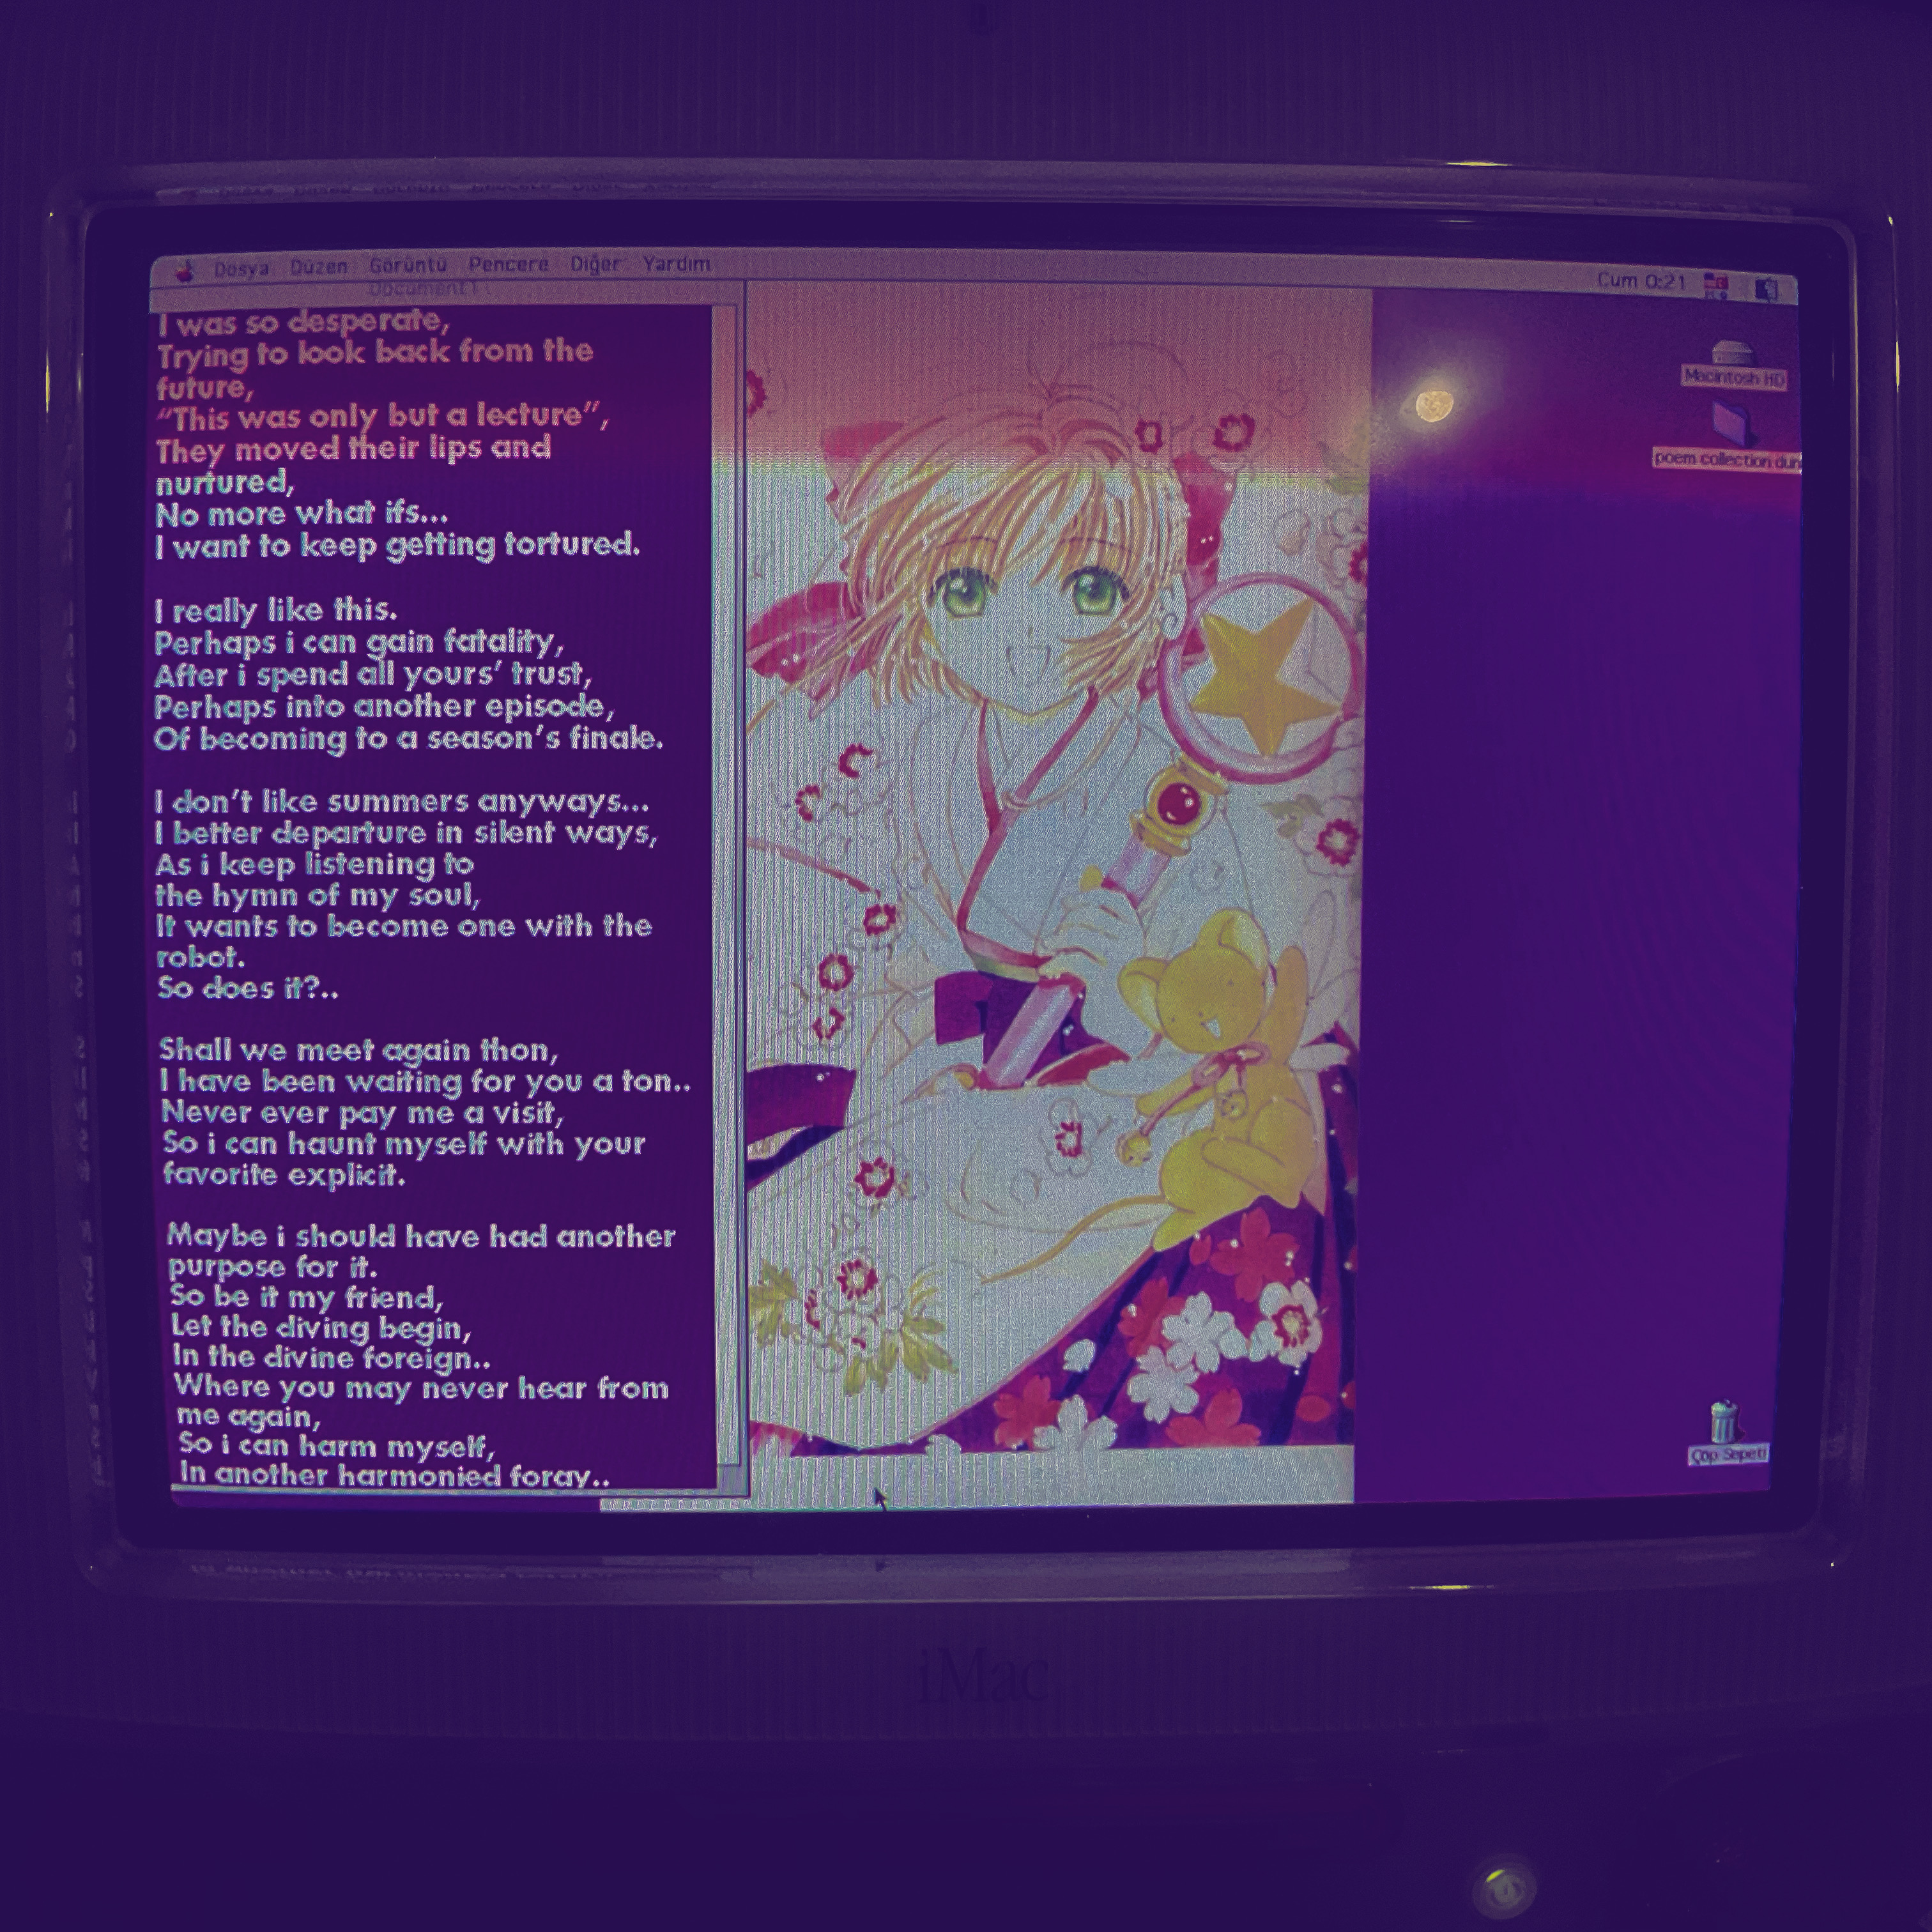 Dosya Düzen Görüntü Pencere Diğer Yardım
Cum 0:21
Document1
I was so desperate,
Trying to look back from the
future,
“This was only but a lecture”,
They moved their lips and
nurtured,
No more what ifs...
I want to keep getting tortured.
I really like this.
Perhaps i can gain fatality,
After i spend all yours’ trust,
Perhaps into another episode,
Of becoming to a season’s finale.
I don’t like summers anyways...
I better departure in silent ways,
As i keep listening to
the hymn of my soul,
It wants to become one with the
robot.
So does it?..
Shall we meet again thon,
I have been waiting for you a ton..
Never ever pay me a visit,
So i can haunt myself with your
favorite explicit.
Maybe i should have had another
purpose for it.
So be it my friend,
Let the diving begin,
In the divine foreign..
Where you may never hear from
me again,
So i can harm myself,
In another harmonied foray..
Macintosh HD
poem collection dun
Çöp Sepeti
iMac